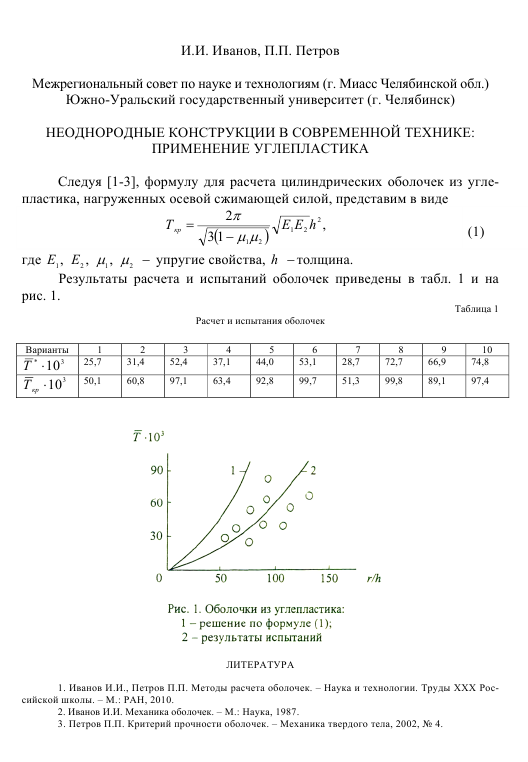 И.И. Иванов, П.П. Петров
Межрегиональный совет по науке и технологиям (г. Миасс Челябинской обл.)
Южно-Уральский государственный университет (г. Челябинск)
НЕОДНОРОДНЫЕ КОНСТРУКЦИИ В СОВРЕМЕННОЙ ТЕХНИКЕ:
ПРИМЕНЕНИЕ УГЛЕПЛАСТИКА
Следуя [1-3], формулу для расчета цилиндрических оболочек из угле-
пластика, нагруженных осевой сжимающей силой, представим в виде
T_кр = 2π / √(3(1 – μ₁μ₂)) √(E₁E₂) h², (1)
где E₁, E₂, μ₁, μ₂ – упругие свойства, h – толщина.
Результаты расчета и испытаний оболочек приведены в табл. 1 и на
рис. 1.
Таблица 1
Расчет и испытания оболочек
Варианты 1 2 3 4 5 6 7 8 9 10
T̅* ·10³ 25,7 31,4 52,4 37,1 44,0 53,1 28,7 72,7 66,9 74,8
T̅_кр ·10³ 50,1 60,8 97,1 63,4 92,8 99,7 51,3 99,8 89,1 97,4
T̅ ·10³
90 1 2
60
30
0 50 100 150 r/h
Рис. 1. Оболочки из углепластика:
1 – решение по формуле (1);
2 – результаты испытаний
ЛИТЕРАТУРА
1. Иванов И.И., Петров П.П. Методы расчета оболочек. – Наука и технологии. Труды XXX Рос-
сийской школы. – М.: РАН, 2010.
2. Иванов И.И. Механика оболочек. – М.: Наука, 1987.
3. Петров П.П. Критерий прочности оболочек. – Механика твердого тела, 2002, № 4.